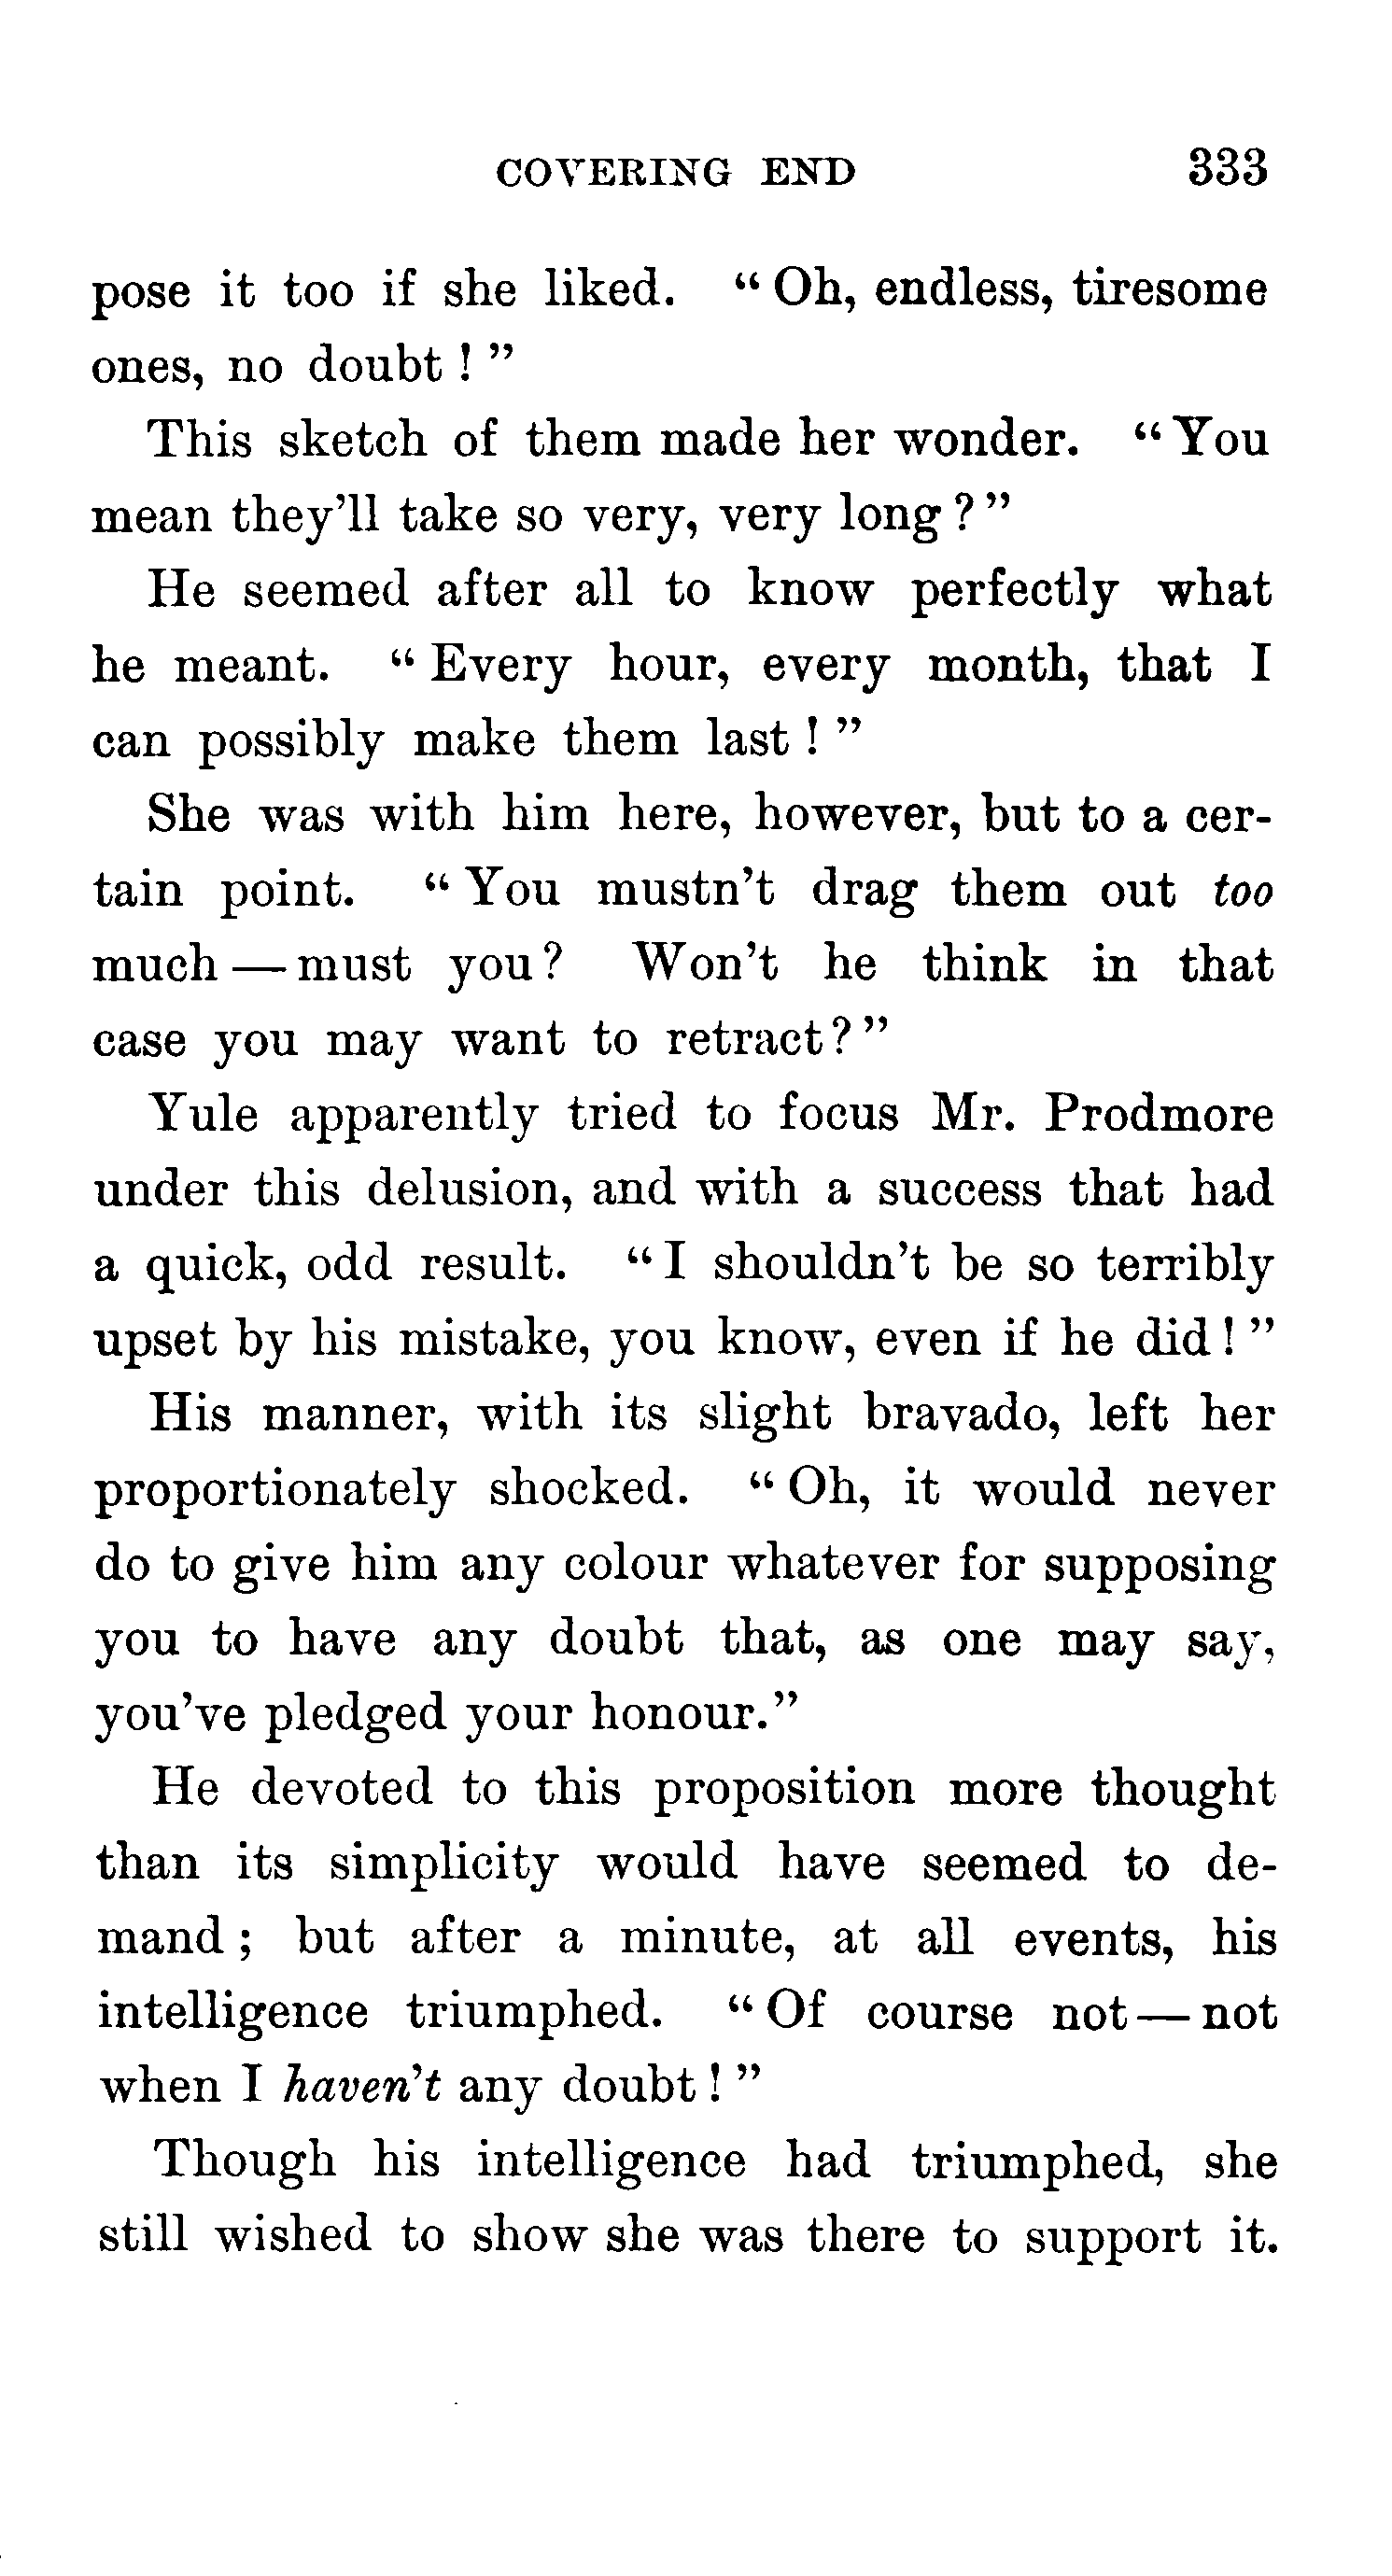 COVERING END 333
pose it too if she liked. “Oh, endless, tiresome
ones, no doubt!”
This sketch of them made her wonder. “You
mean they’ll take so very, very long?”
He seemed after all to know perfectly what
he meant. “Every hour, every month, that I
can possibly make them last!”
She was with him here, however, but to a cer-
tain point. “You mustn’t drag them out too
much—must you? Won’t he think in that
case you may want to retract?”
Yule apparently tried to focus Mr. Prodmore
under this delusion, and with a success that had
a quick, odd result. “I shouldn’t be so terribly
upset by his mistake, you know, even if he did!”
His manner, with its slight bravado, left her
proportionately shocked. “Oh, it would never
do to give him any colour whatever for supposing
you to have any doubt that, as one may say,
you’ve pledged your honour.”
He devoted to this proposition more thought
than its simplicity would have seemed to de-
mand; but after a minute, at all events, his
intelligence triumphed. “Of course not—not
when I haven’t any doubt!”
Though his intelligence had triumphed, she
still wished to show she was there to support it.